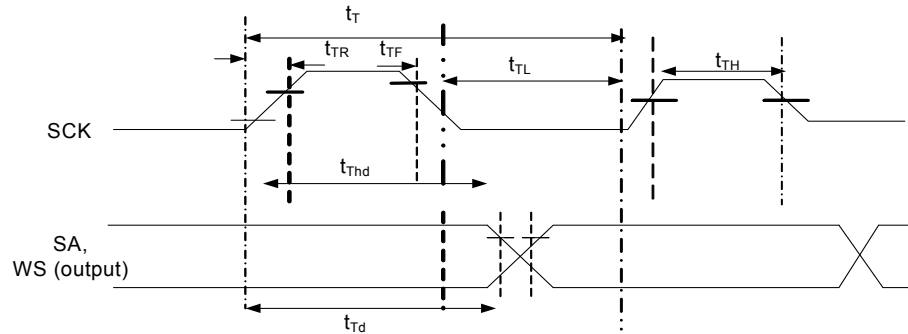 tT
tTR
tTF
tTL
tTH
SCK
tThd
SA,
WS (output)
tTd